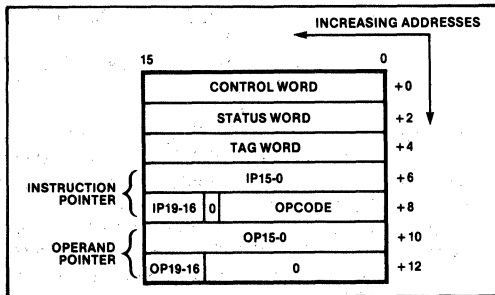 INCREASING ADDRESSES
15 0
CONTROL WORD +0
STATUS WORD +2
TAG WORD +4
INSTRUCTION POINTER
IP15-0 +6
IP19-16 0 OPCODE +8
OPERAND POINTER
OP15-0 +10
OP19-16 0 +12